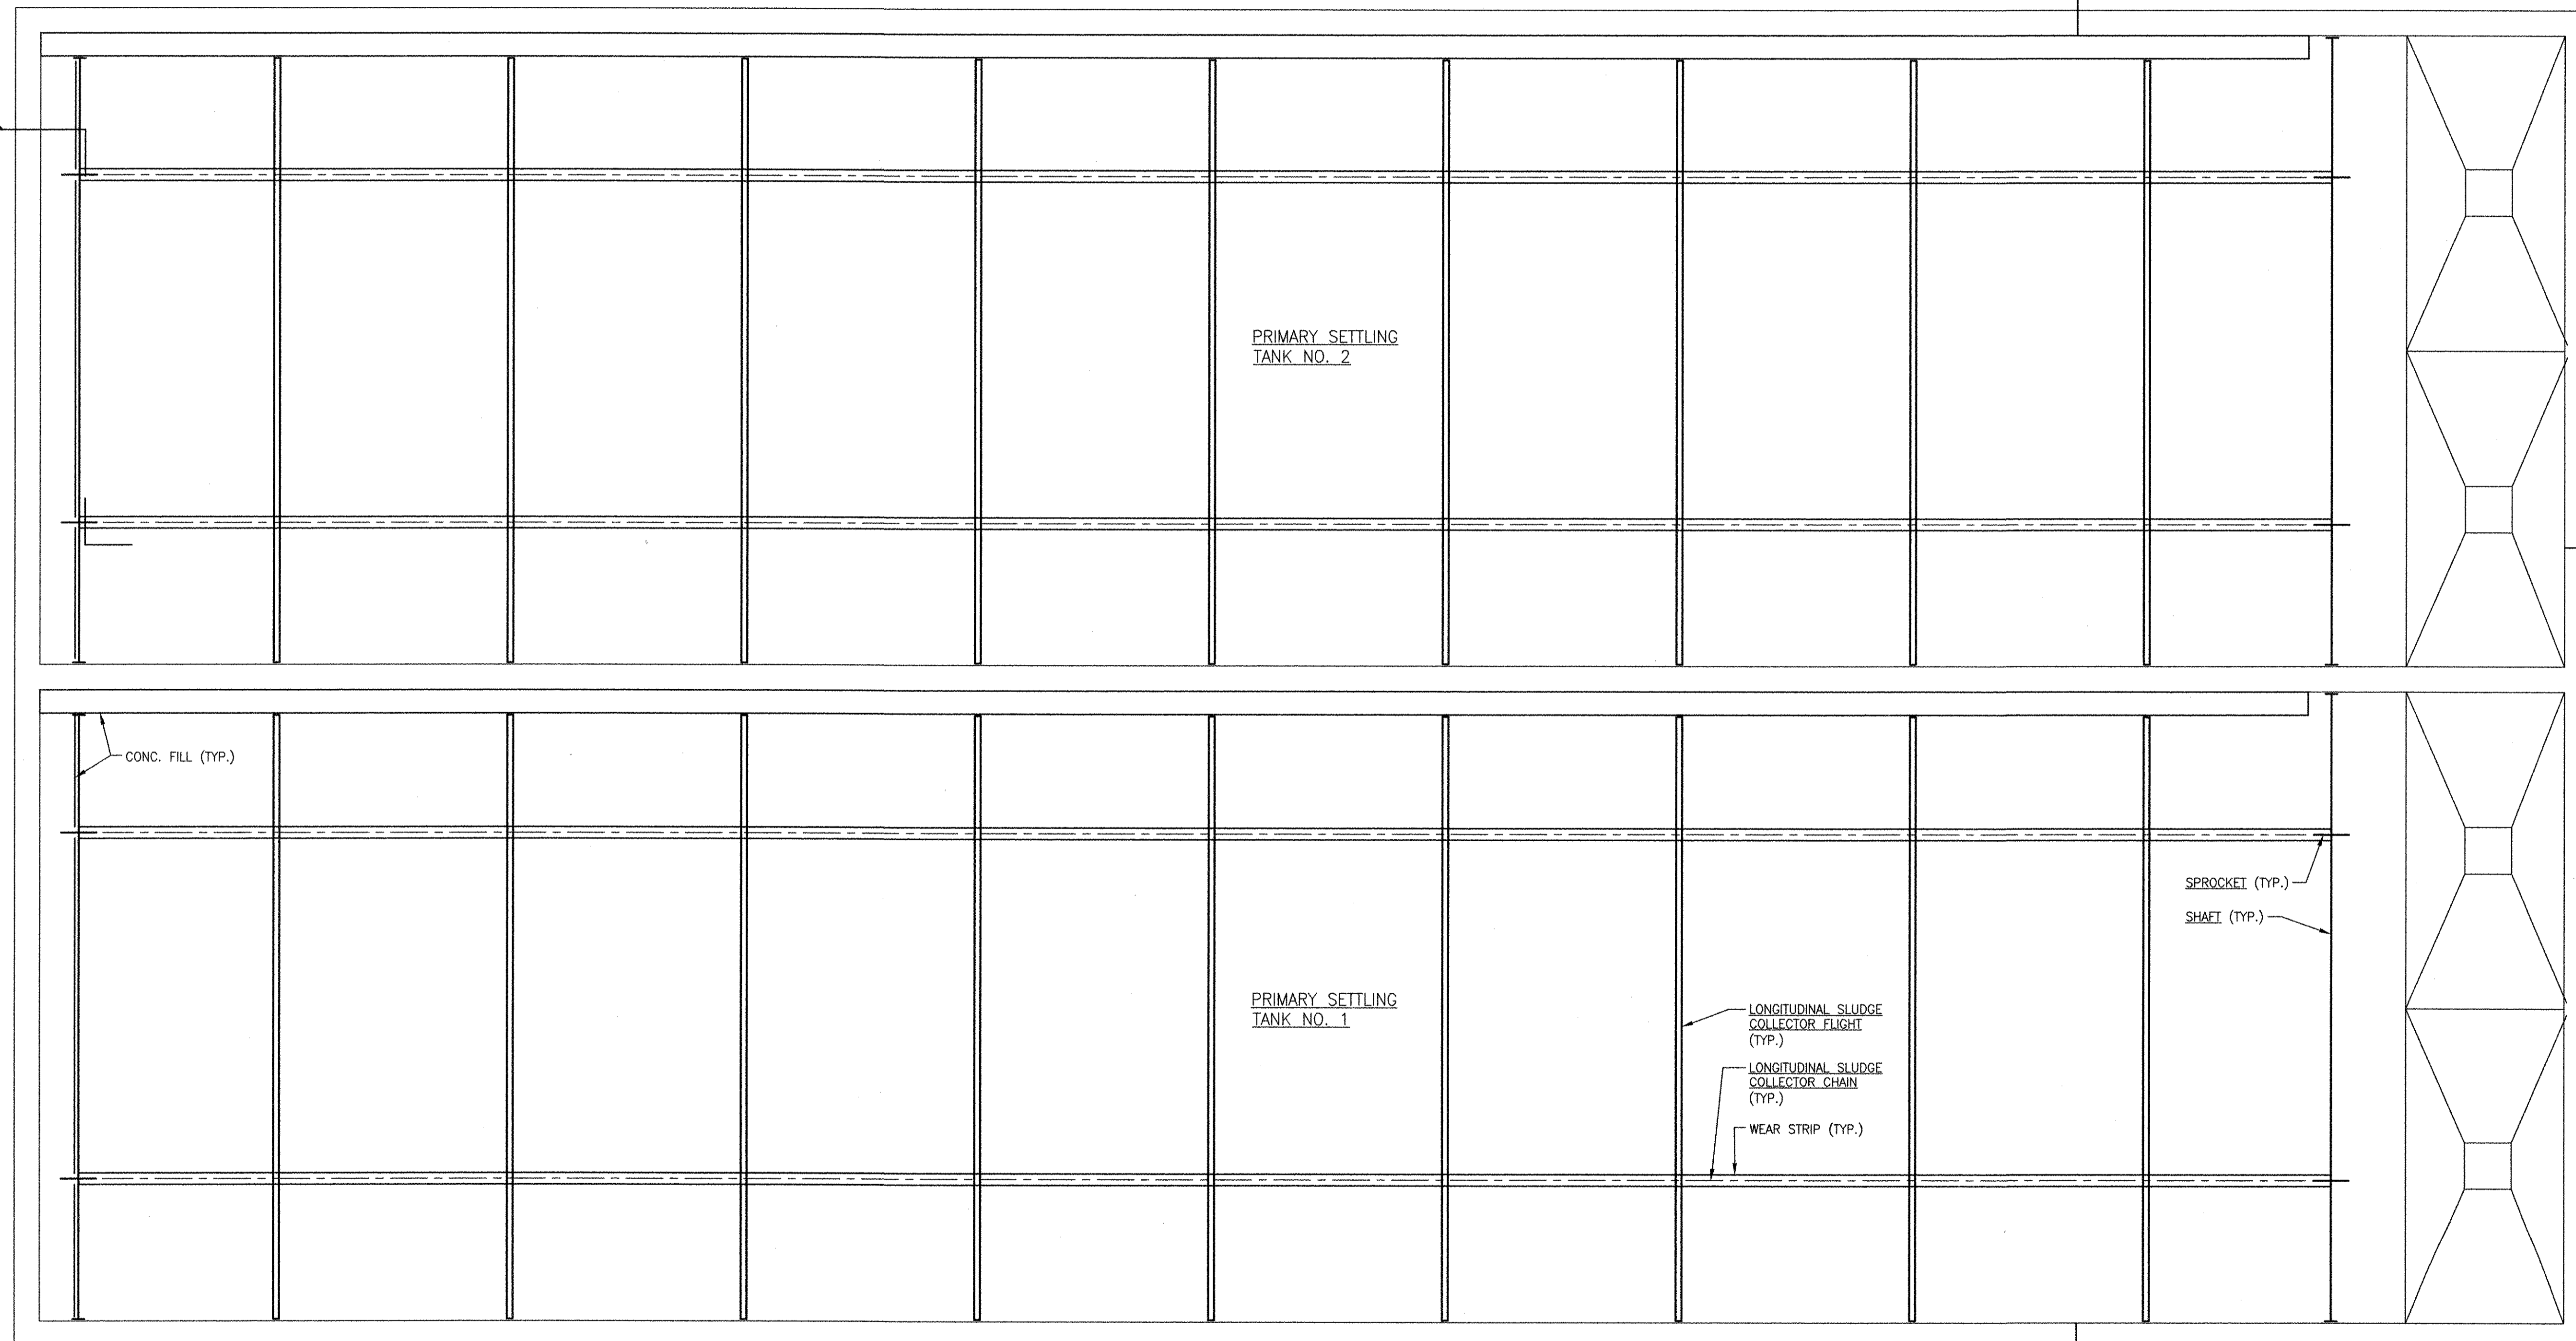 PRIMARY SETTLING
TANK NO. 2
CONC. FILL (TYP.)
SPROCKET (TYP.)
SHAFT (TYP.)
PRIMARY SETTLING
TANK NO. 1
LONGITUDINAL SLUDGE
COLLECTOR FLIGHT
(TYP.)
LONGITUDINAL SLUDGE
COLLECTOR CHAIN
(TYP.)
WEAR STRIP (TYP.)